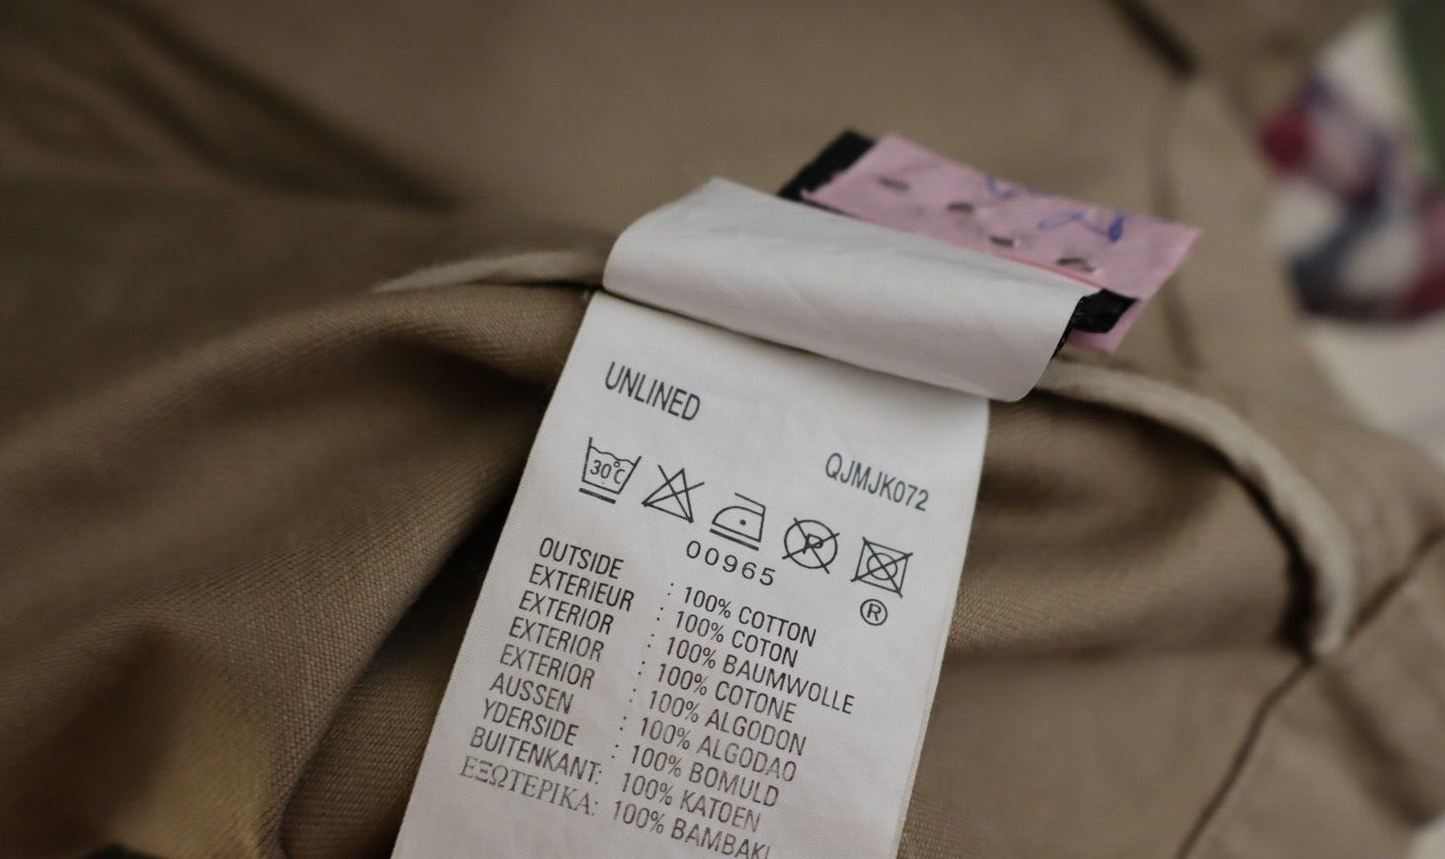 UNLINED
QJMJK072
30°C
P
00965
®
OUTSIDE : 100% COTTON
EXTERIEUR : 100% COTON
EXTERIOR : 100% BAUMWOLLE
EXTERIOR : 100% COTONE
EXTERIOR : 100% ALGODON
AUSSEN : 100% ALGODAO
YDERSIDE : 100% BOMULD
BUITENKANT: 100% KATOEN
ΕΞΩΤΕΡΙΚΑ: 100% BAMBAKI